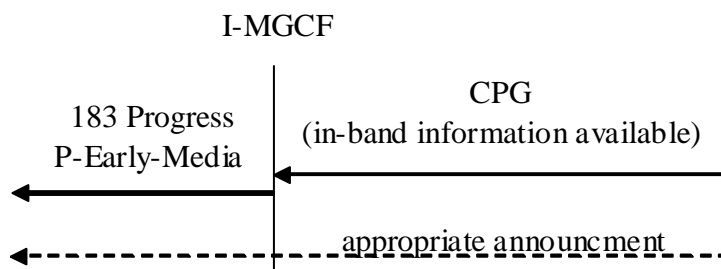 I-MGCF
183 Progress
P-Early-Media
CPG
(in-band information available)
appropriate announcment